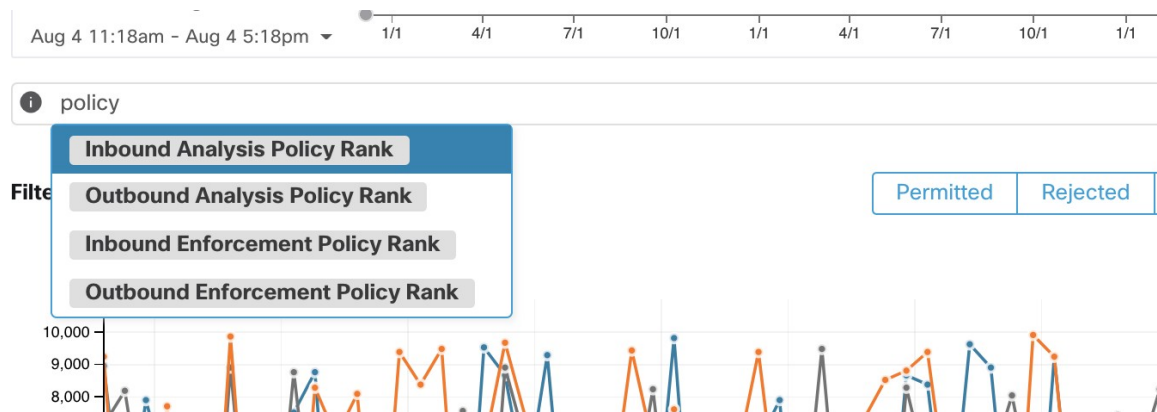 Aug 4 11:18am - Aug 4 5:18pm
1/1 4/1 7/1 10/1 1/1 4/1 7/1 10/1 1/1
policy
Inbound Analysis Policy Rank
Outbound Analysis Policy Rank
Inbound Enforcement Policy Rank
Outbound Enforcement Policy Rank
Filte
Permitted Rejected
10,000
9,000
8,000